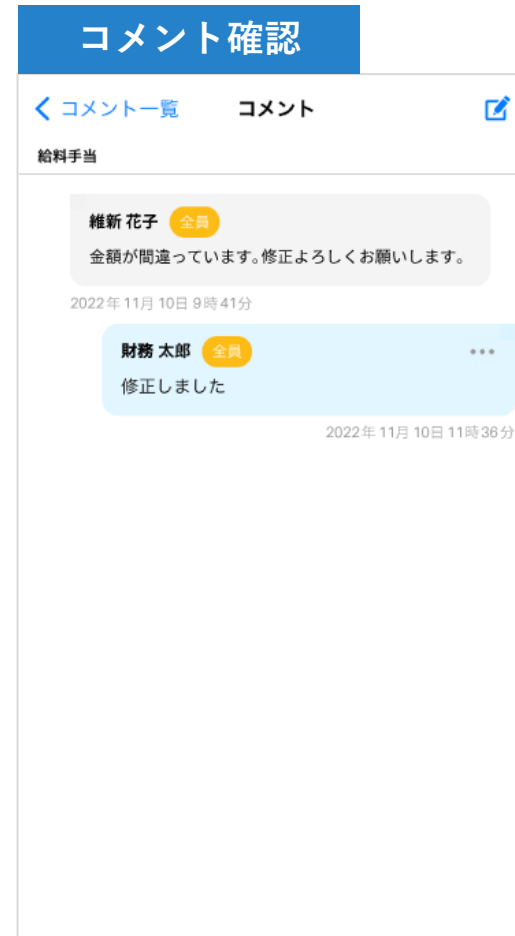 コメント確認
コメント一覧 コメント
給料手当
維新 花子 全員
金額が間違っています。修正よろしくお願いします。
2022年11月10日 9時41分
財務 太郎 全員
修正しました
2022年11月10日 11時36分